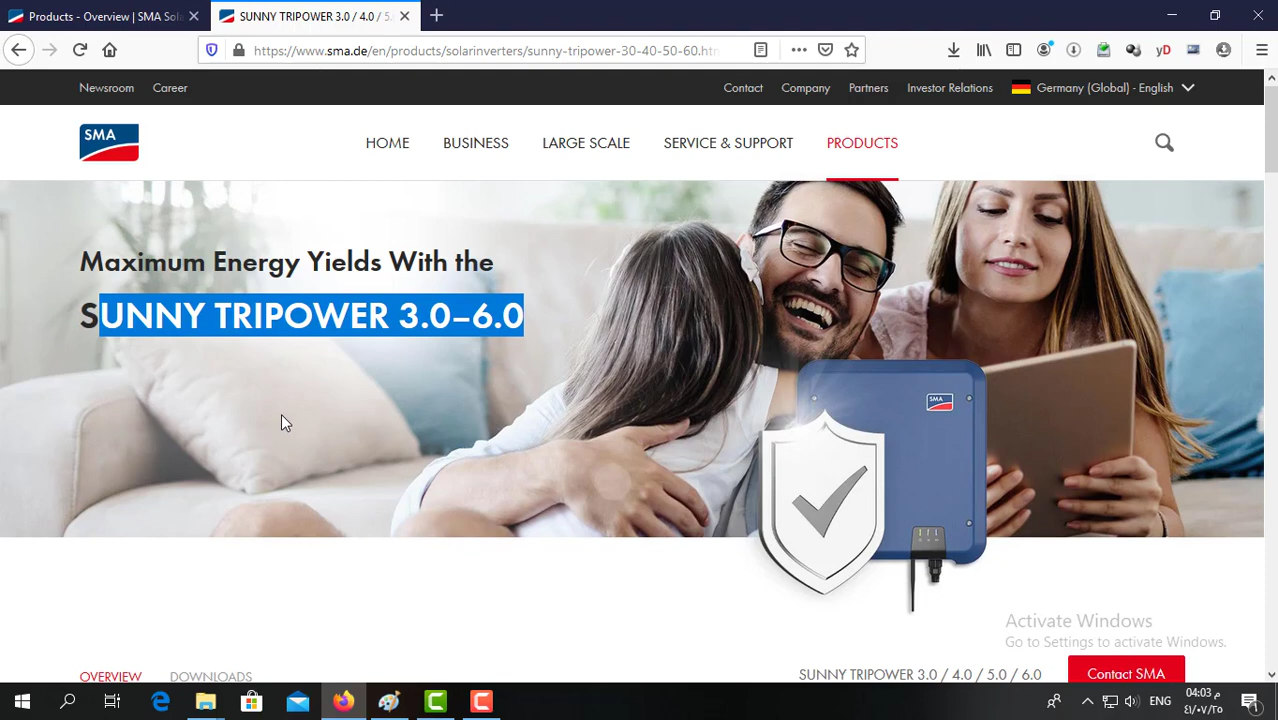 Products - Overview | SMA Sola
SUNNY TRIPOWER 3.0 / 4.0 / 5.
https://www.sma.de/en/products/solarinverters/sunny-tripower-30-40-50-60.htm
yD
Newsroom Career
Contact Company Partners Investor Relations Germany (Global) - English
SMA
HOME BUSINESS LARGE SCALE SERVICE & SUPPORT PRODUCTS
Maximum Energy Yields With the
SUNNY TRIPOWER 3.0–6.0
SMA
Activate Windows
Go to Settings to activate Windows.
OVERVIEW DOWNLOADS
SUNNY TRIPOWER 3.0 / 4.0 / 5.0 / 6.0
Contact SMA
ENG
04:03 م